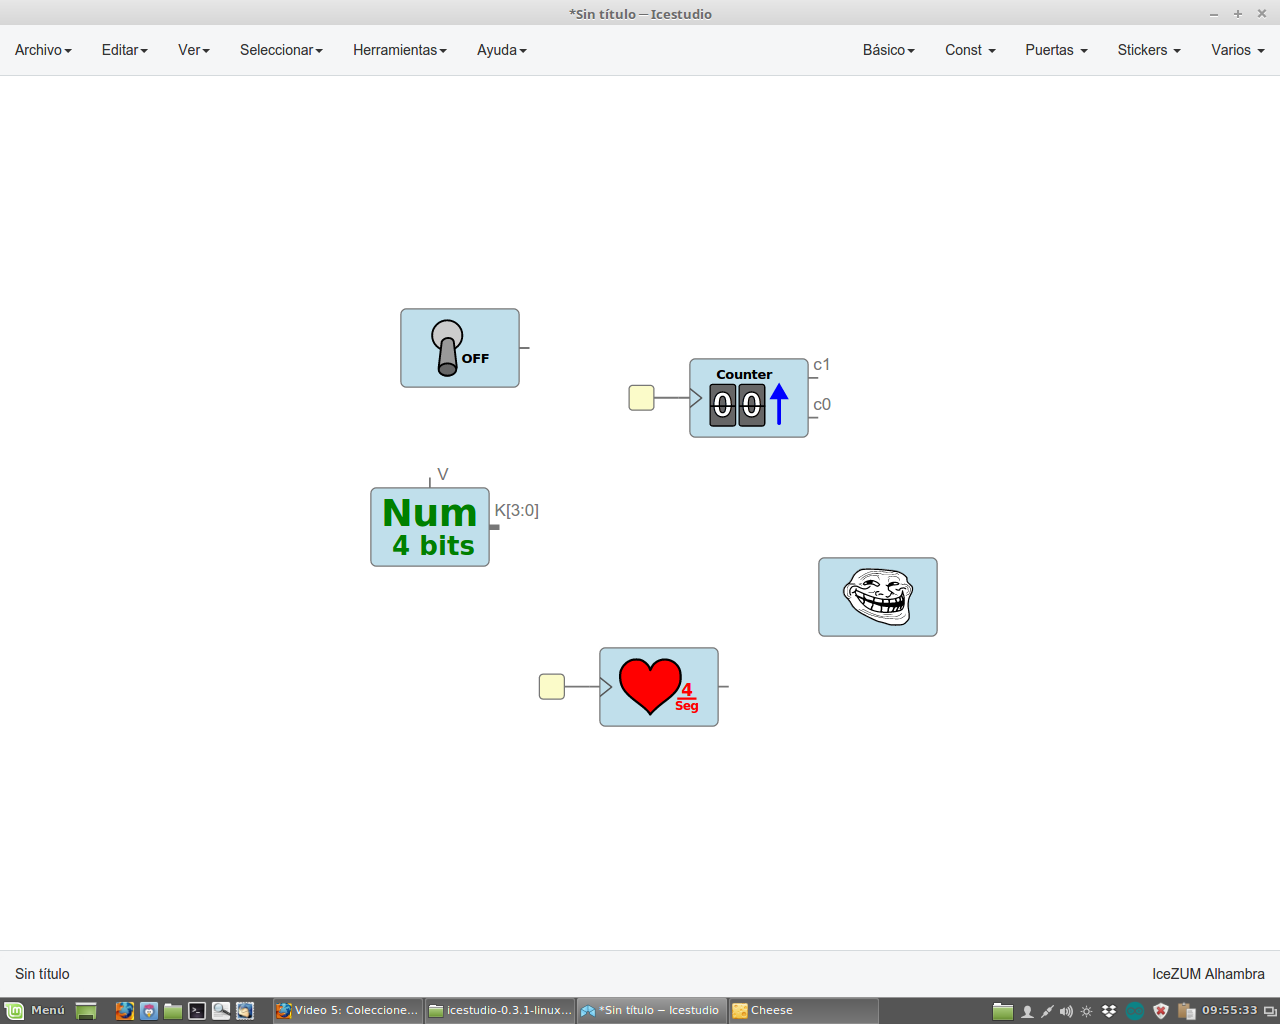 *Sin título — Icestudio
Archivo Editar Ver Seleccionar Herramientas Ayuda Básico Const Puertas Stickers Varios
OFF
c1
Counter
00
c0
V
Num
K[3:0]
4 bits
4
Seg
Sin título IceZUM Alhambra
Menú Video 5: Coleccione... icestudio-0.3.1-linux... *Sin título — Icestudio Cheese 09:55:33